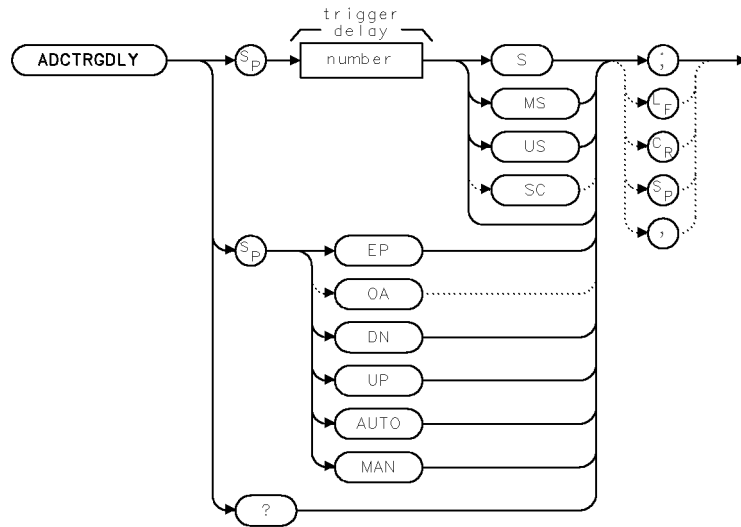 trigger
delay
ADCTRGDLY
SP
number
S
;
MS
LF
US
CR
SC
SP
,
SP
EP
OA
DN
UP
AUTO
MAN
?